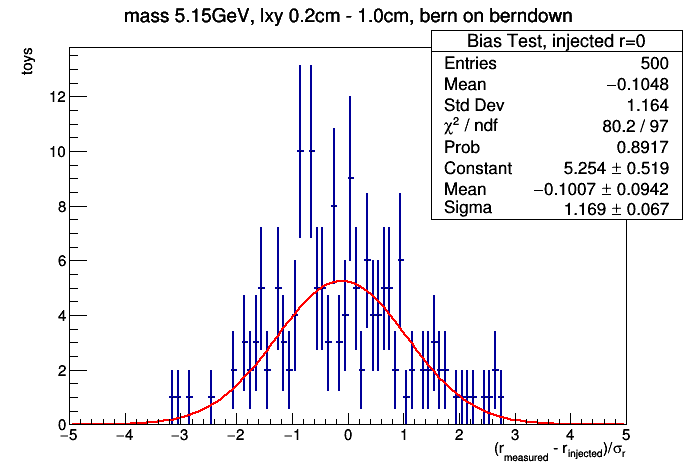 mass 5.15GeV, lxy 0.2cm - 1.0cm, bern on berndown
toys
Bias Test, injected r=0
Entries 500
Mean −0.1048
Std Dev 1.164
χ² / ndf 80.2 / 97
Prob 0.8917
Constant 5.254 ± 0.519
Mean −0.1007 ± 0.0942
Sigma 1.169 ± 0.067
12
10
8
6
4
2
0
−5 −4 −3 −2 −1 0 1 2 3 4 5
(r_measured - r_injected)/σ_r